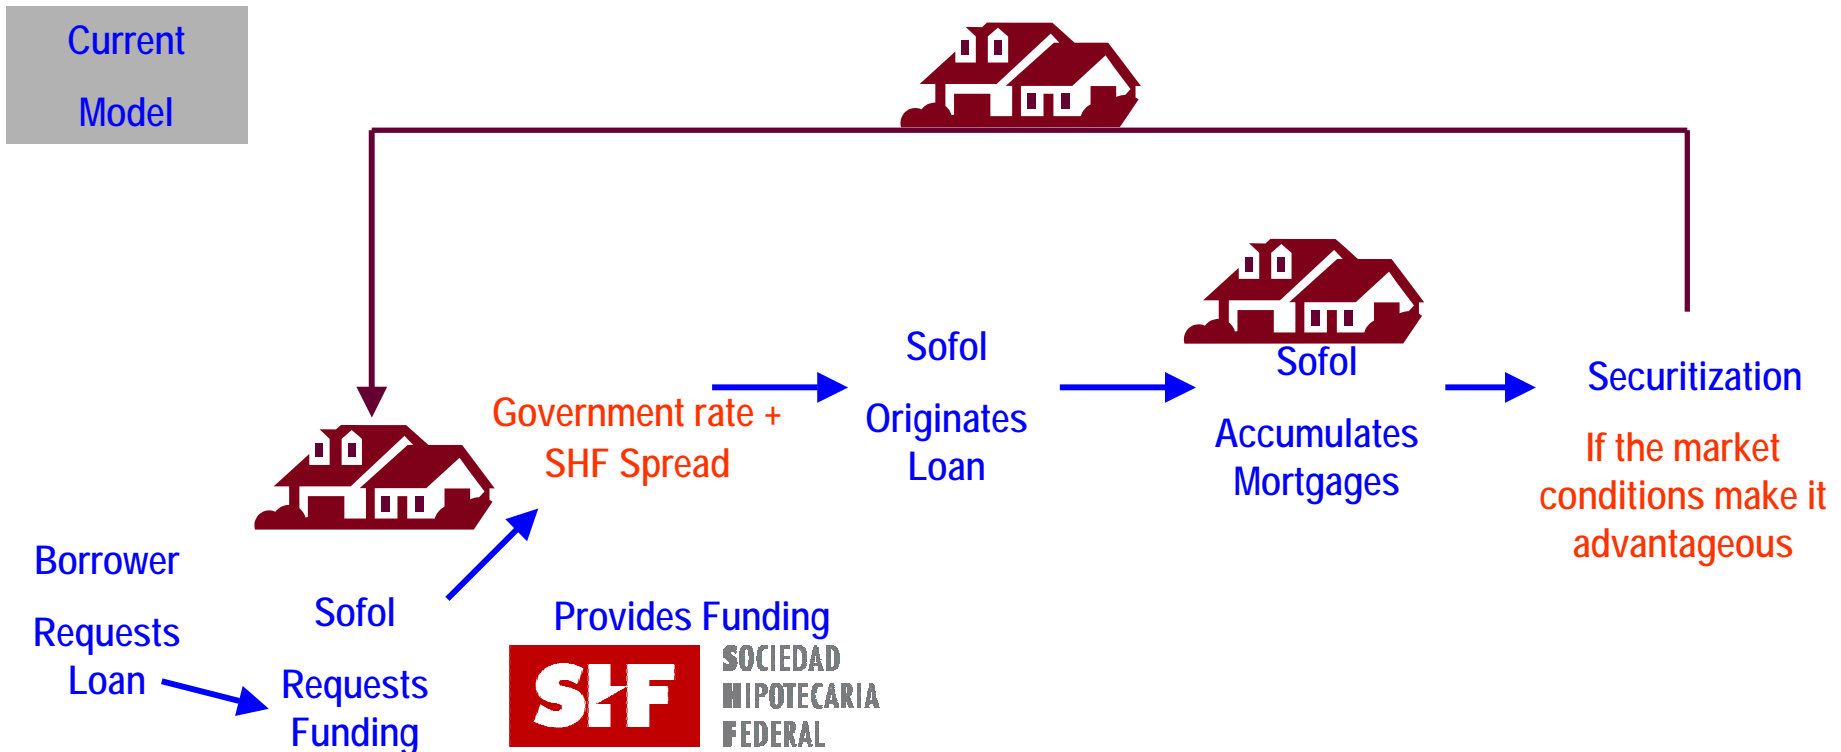 Current
Model
Borrower
Requests
Loan
Sofol
Requests
Funding
Government rate +
SHF Spread
Provides Funding
SHF
SOCIEDAD
HIPOTECARIA
FEDERAL
Sofol
Originates
Loan
Sofol
Accumulates
Mortgages
Securitization
If the market
conditions make it
advantageous